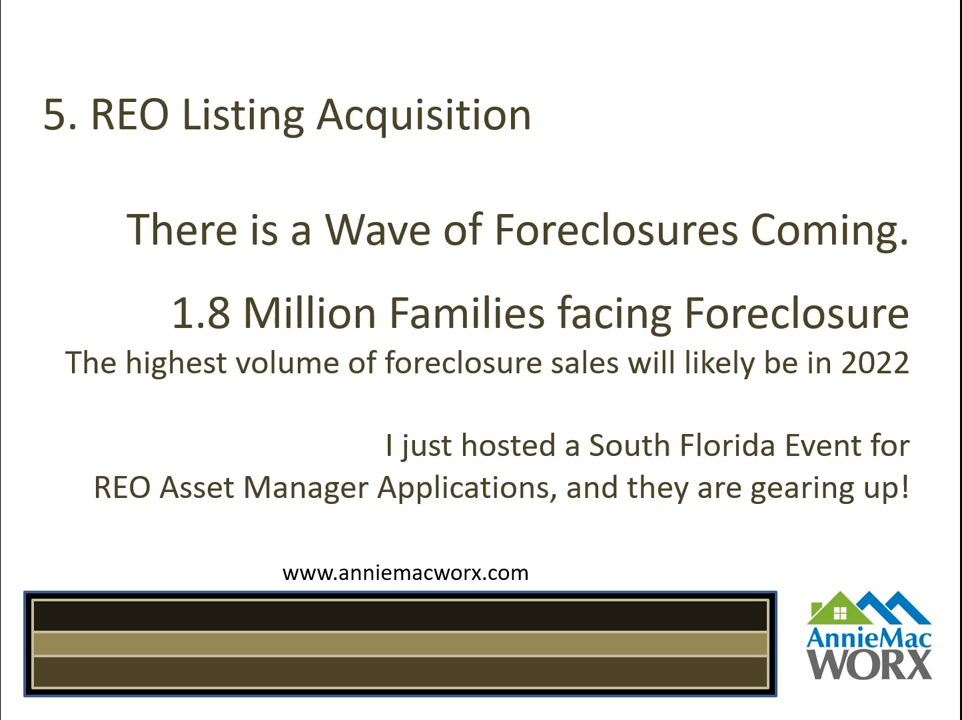 5. REO Listing Acquisition
There is a Wave of Foreclosures Coming.
1.8 Million Families facing Foreclosure
The highest volume of foreclosure sales will likely be in 2022
I just hosted a South Florida Event for
REO Asset Manager Applications, and they are gearing up!
www.anniemacworx.com
AnnieMac
WORX